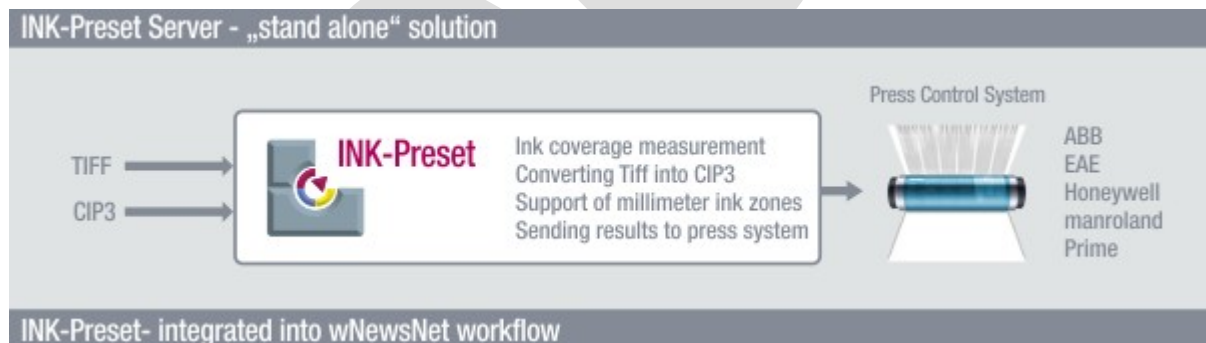 INK-Preset Server - „stand alone“ solution
Press Control System
TIFF
CIP3
INK-Preset
Ink coverage measurement
Converting Tiff into CIP3
Support of millimeter ink zones
Sending results to press system
ABB
EAE
Honeywell
manroland
Prime
INK-Preset- integrated into wNewsNet workflow